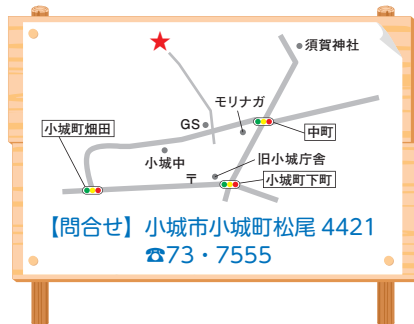 須賀神社
モリナガ
GS
中町
小城町畑田
小城中
旧小城庁舎
〒
小城町下町
【問合せ】小城市小城町松尾 4421
☎73・7555